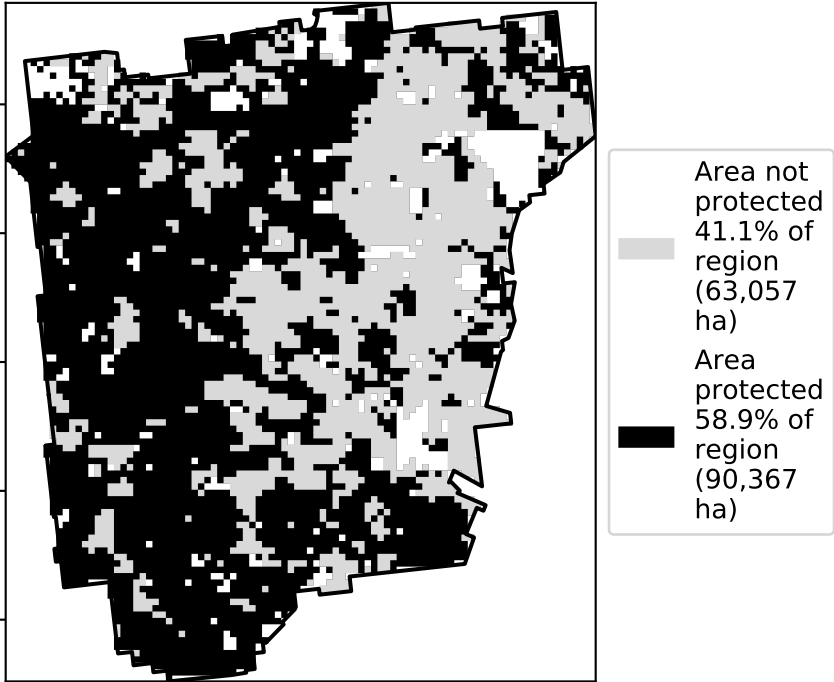 Area not
protected
41.1% of
region
(63,057
ha)
Area
protected
58.9% of
region
(90,367
ha)